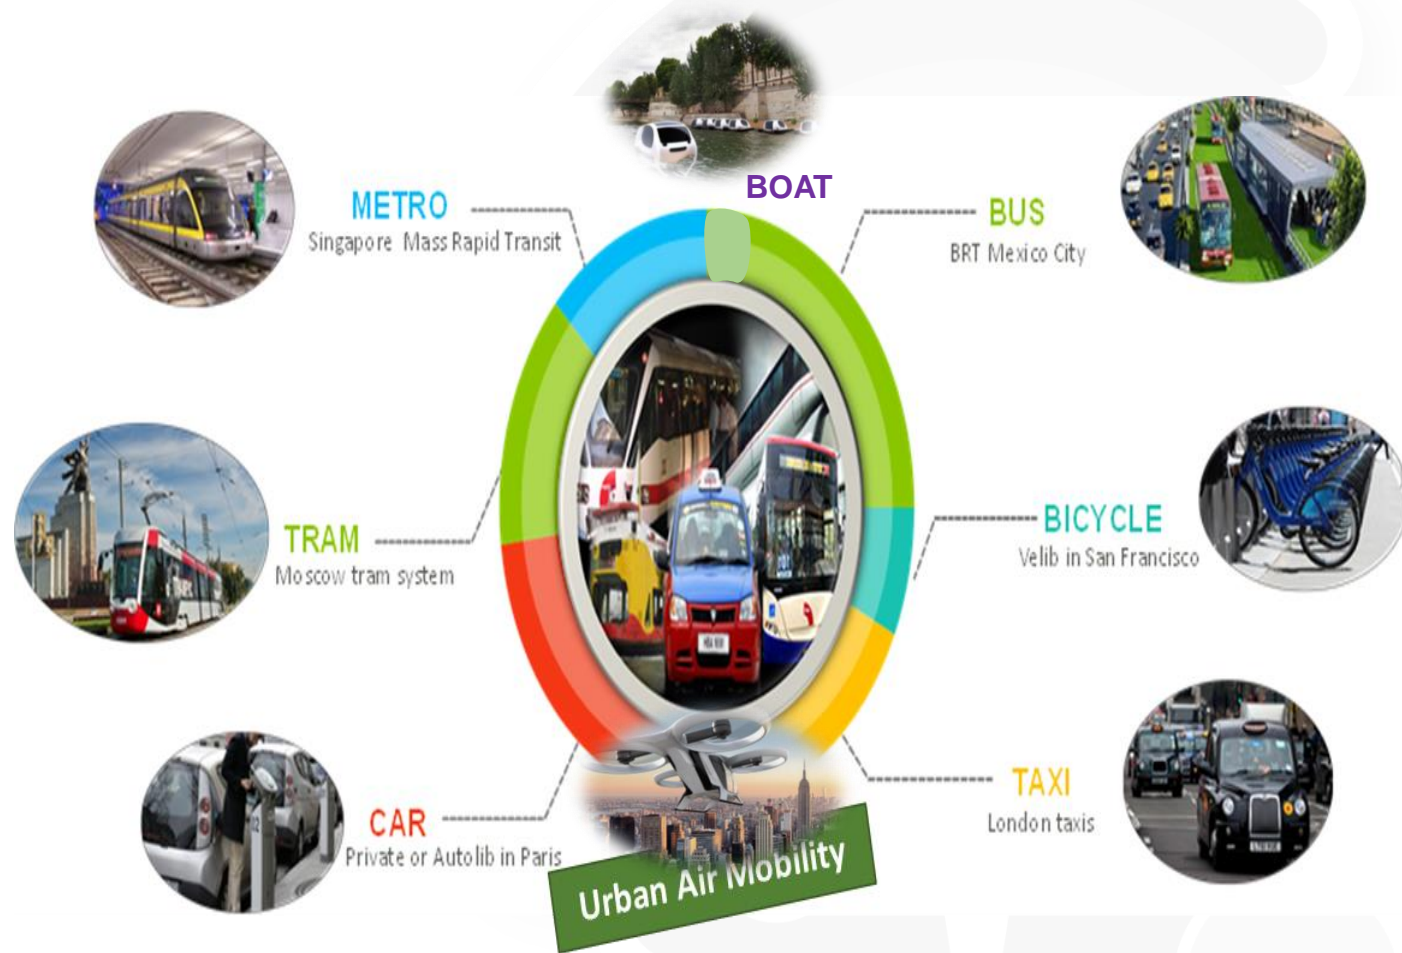 BOAT
METRO
Singapore Mass Rapid Transit
BUS
BRT Mexico City
TRAM
Moscow tram system
BICYCLE
Velib in San Francisco
CAR
Private or Autolib in Paris
TAXI
London taxis
Urban Air Mobility